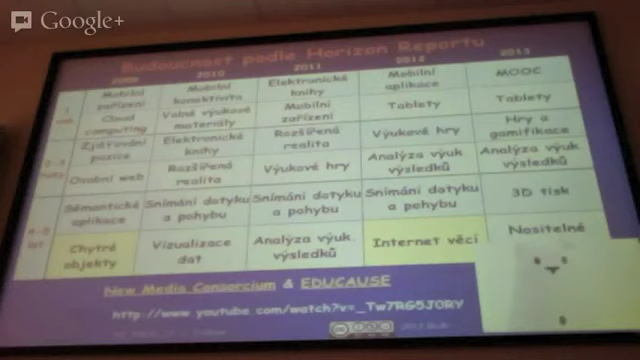 Google+
Budoucnost podle Horizon Reportu
2009 2010 2011 2012 2013
Mobilní zařízení
Mobilní konektivita
Elektronické knihy
Mobilní aplikace
MOOC
Cloud computing
Volné výukové materiály
Mobilní zařízení
Tablety
Tablety
Zjišťování pozice
Elektronické knihy
Rozšířená realita
Výukové hry
Hry a gamifikace
Osobní web
Rozšířená realita
Výukové hry
Analýza výuk výsledků
Analýza výuk výsledků
Sémantické aplikace
Snímání dotyku a pohybu
Snímání dotyku a pohybu
Snímání dotyku a pohybu
3D tisk
Chytré objekty
Vizualizace dat
Analýza výuk. výsledků
Internet věcí
Nositelné
New Media Consorcium & EDUCAUSE
http://www.youtube.com/watch?v=_Tw7RG5J0RY